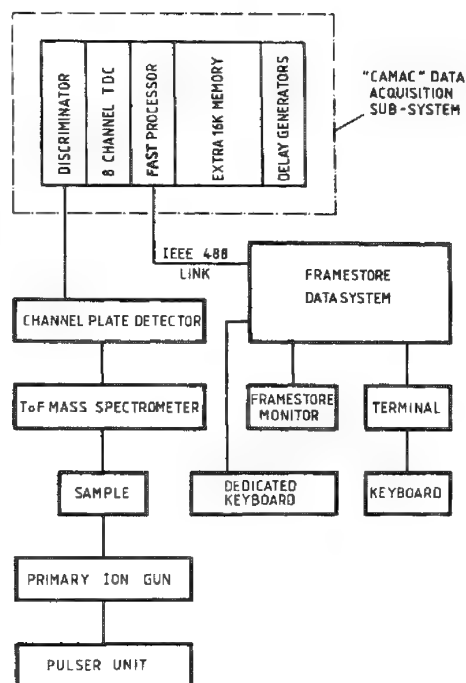 DISCRIMINATOR
8 CHANNEL TDC
FAST PROCESSOR
EXTRA 16K MEMORY
DELAY GENERATORS
"CAMAC" DATA
ACQUISITION
SUB-SYSTEM
IEEE 488
LINK
FRAMESTORE
DATA SYSTEM
CHANNEL PLATE DETECTOR
ToF MASS SPECTROMETER
FRAMESTORE
MONITOR
TERMINAL
SAMPLE
DEDICATED
KEYBOARD
KEYBOARD
PRIMARY ION GUN
PULSER UNIT